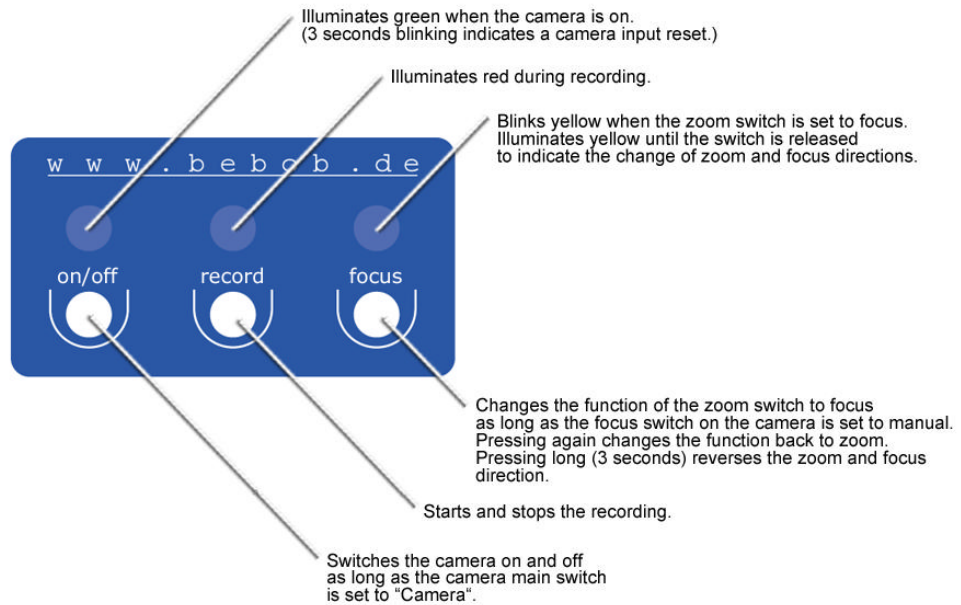 Illuminates green when the camera is on.
(3 seconds blinking indicates a camera input reset.)
Illuminates red during recording.
Blinks yellow when the zoom switch is set to focus.
Illuminates yellow until the switch is released
to indicate the change of zoom and focus directions.
www.bebob.de
on/off
record
focus
Changes the function of the zoom switch to focus
as long as the focus switch on the camera is set to manual.
Pressing again changes the function back to zoom.
Pressing long (3 seconds) reverses the zoom and focus
direction.
Starts and stops the recording.
Switches the camera on and off
as long as the camera main switch
is set to “Camera“.